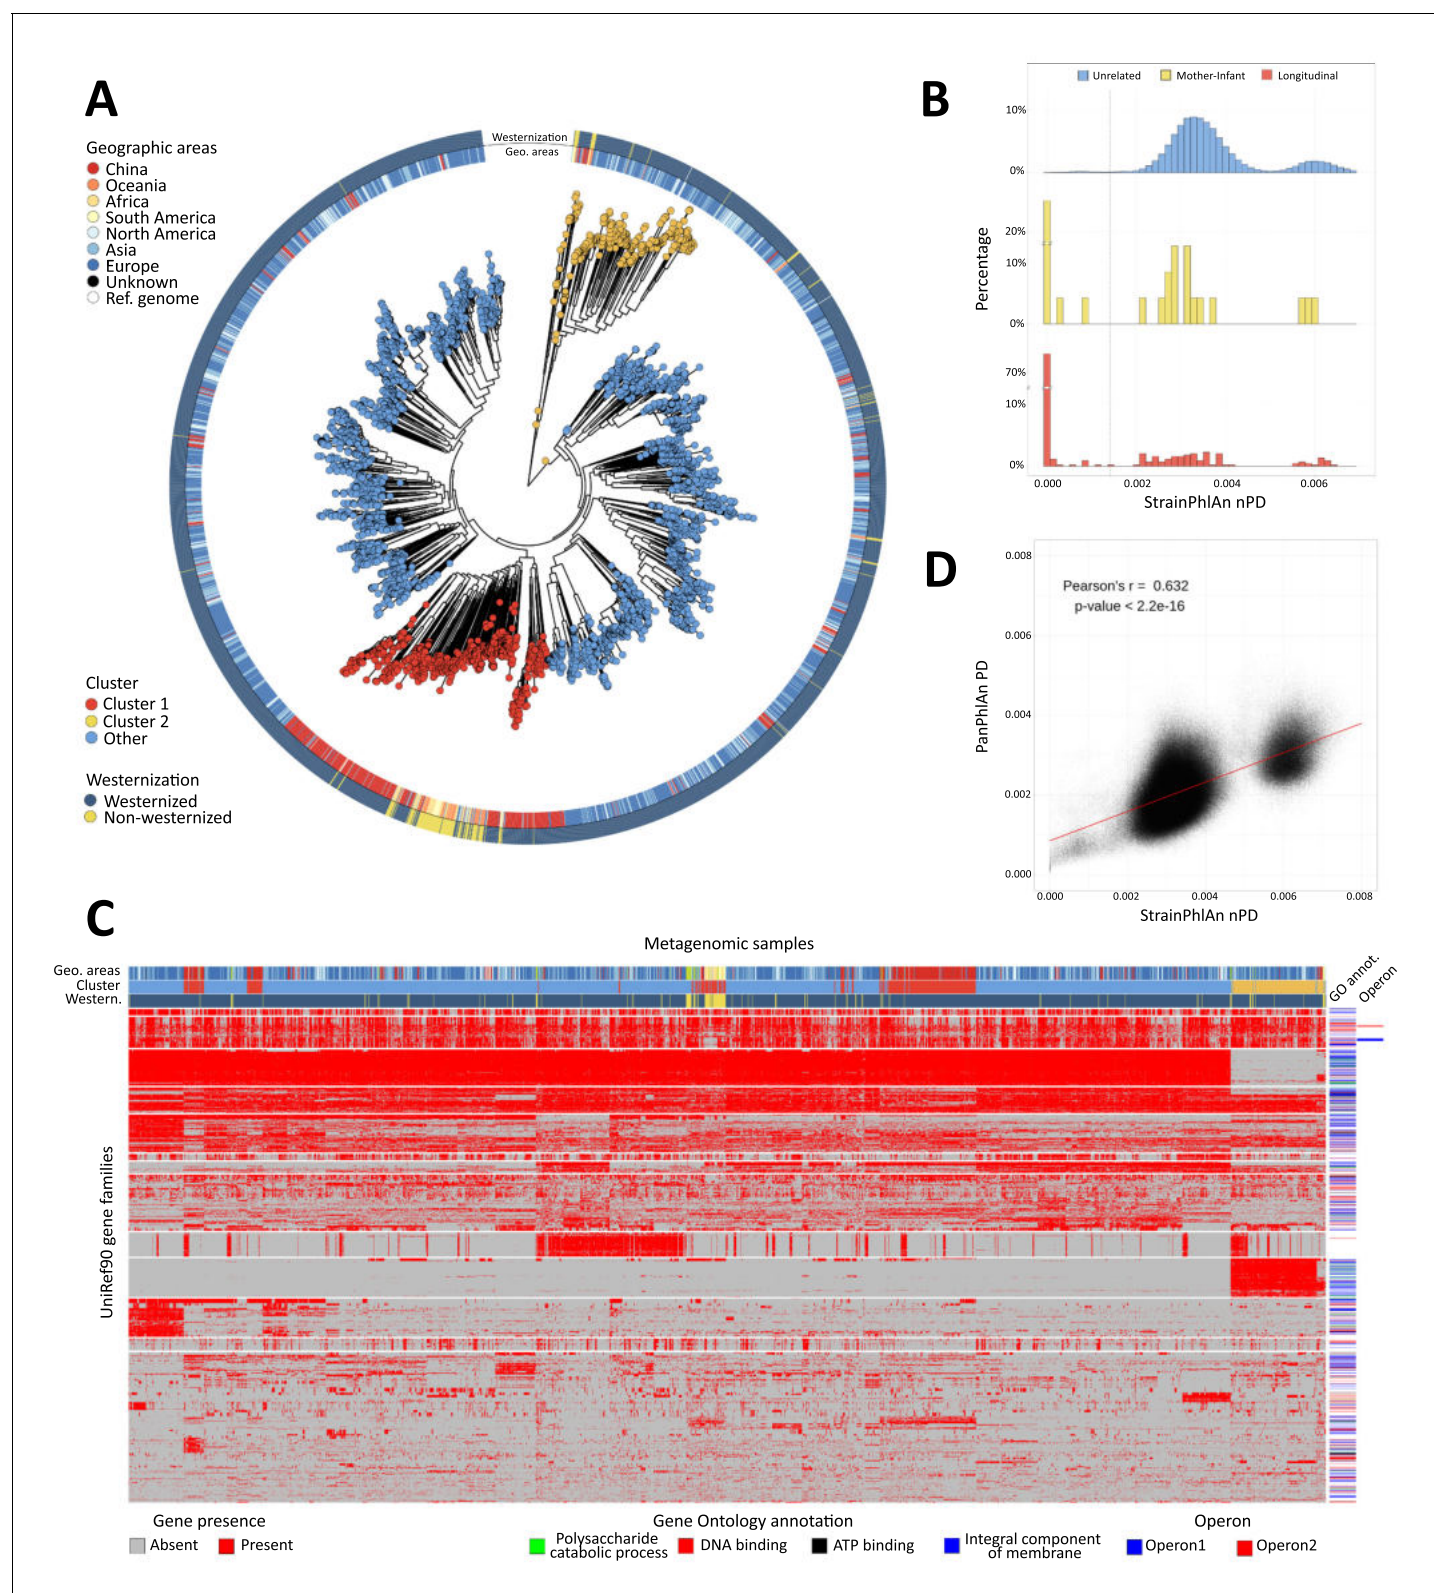 A
Geographic areas
China
Oceania
Africa
South America
North America
Asia
Europe
Unknown
Ref. genome
Westernization
Geo. areas
Cluster
Cluster 1
Cluster 2
Other
Westernization
Westernized
Non-westernized
B
Unrelated
Mother-Infant
Longitudinal
10%
0%
20%
10%
0%
70%
10%
0%
Percentage
0.000
0.002
0.004
0.006
StrainPhlAn nPD
D
0.008
0.006
0.004
0.002
0.000
PanPhlAn PD
Pearson's r = 0.632
p-value < 2.2e-16
0.000
0.002
0.004
0.006
0.008
StrainPhlAn nPD
C
Metagenomic samples
Geo. areas
Cluster
Western.
GO annot.
Operon
UniRef90 gene families
Gene presence
Absent
Present
Gene Ontology annotation
Polysaccharide
catabolic process
DNA binding
ATP binding
Integral component
of membrane
Operon
Operon1
Operon2